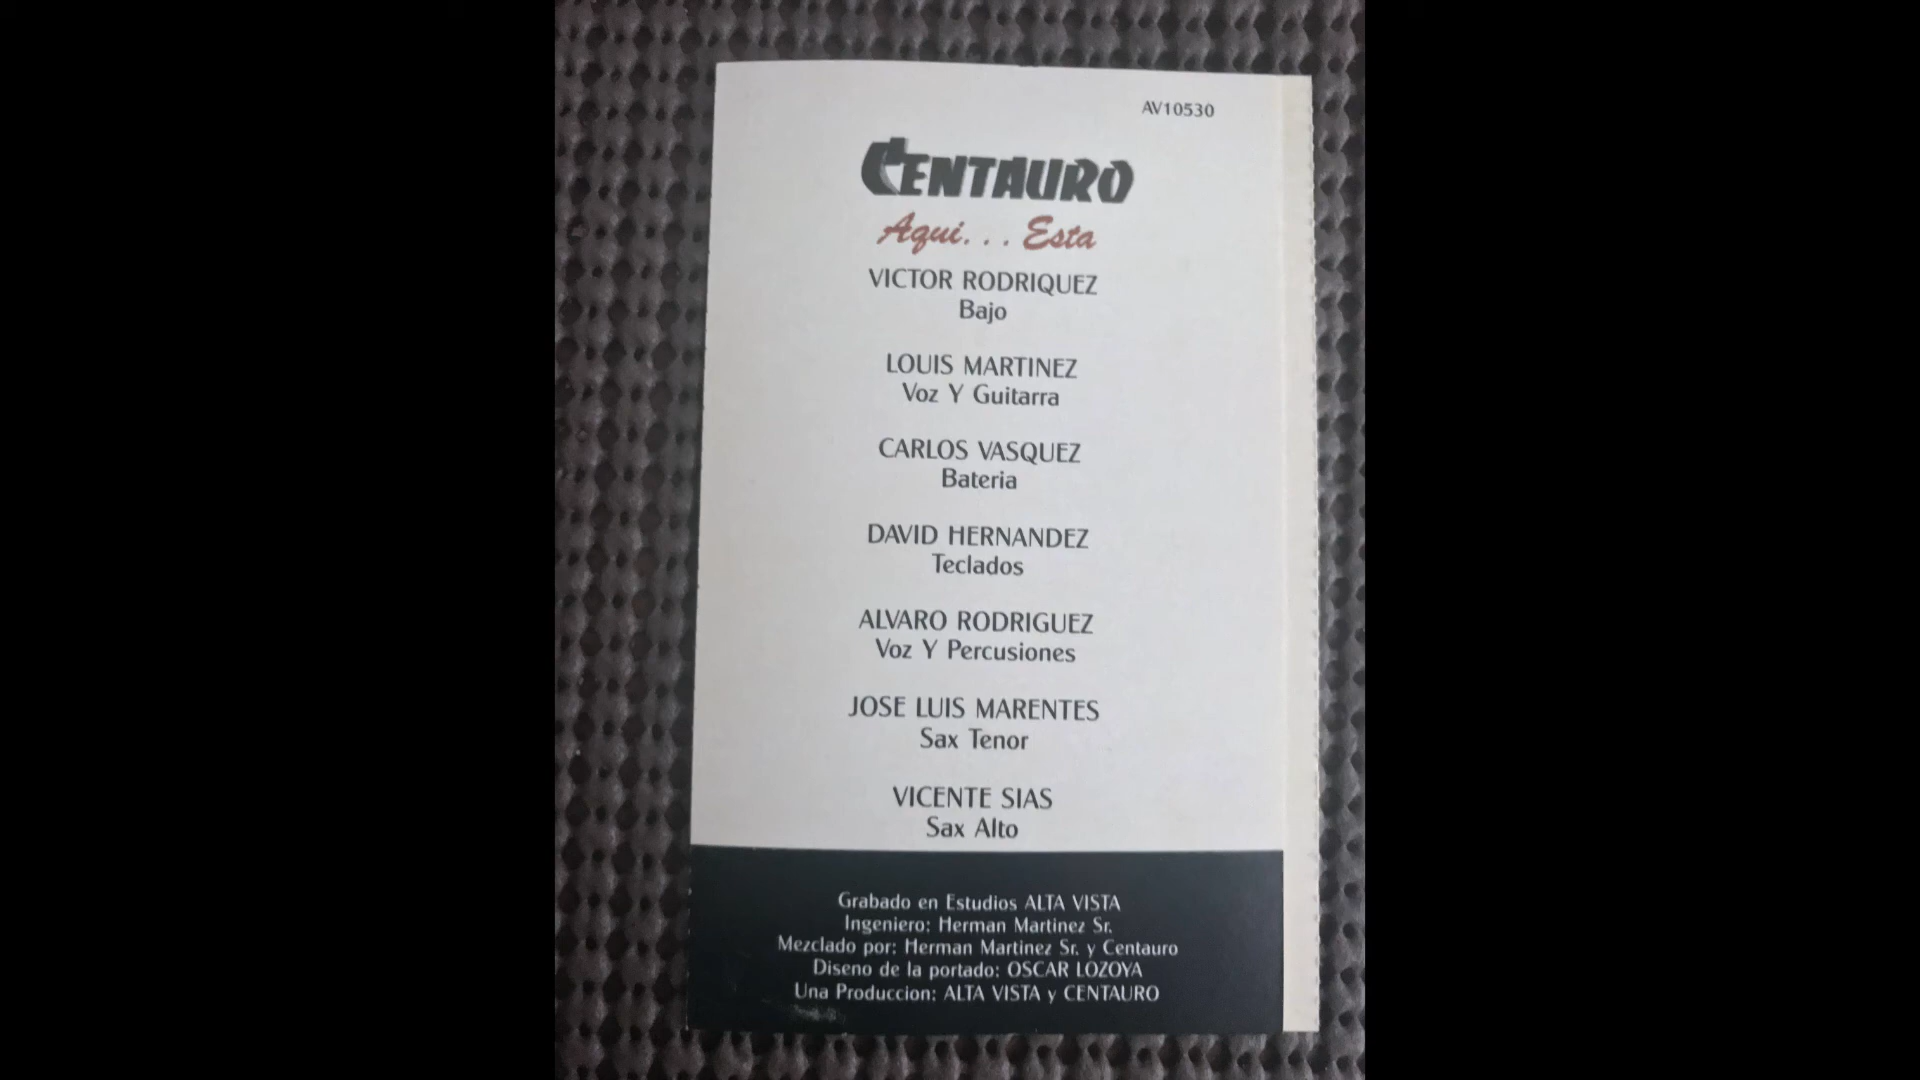 AV10530
CENTAURO
Aqui... Esta
VICTOR RODRIQUEZ
Bajo
LOUIS MARTINEZ
Voz Y Guitarra
CARLOS VASQUEZ
Bateria
DAVID HERNANDEZ
Teclados
ALVARO RODRIGUEZ
Voz Y Percusiones
JOSE LUIS MARENTES
Sax Tenor
VICENTE SIAS
Sax Alto
Grabado en Estudios ALTA VISTA
Ingeniero: Herman Martinez Sr.
Mezclado por: Herman Martinez Sr. y Centauro
Diseno de la portado: OSCAR LOZOYA
Una Produccion: ALTA VISTA y CENTAURO